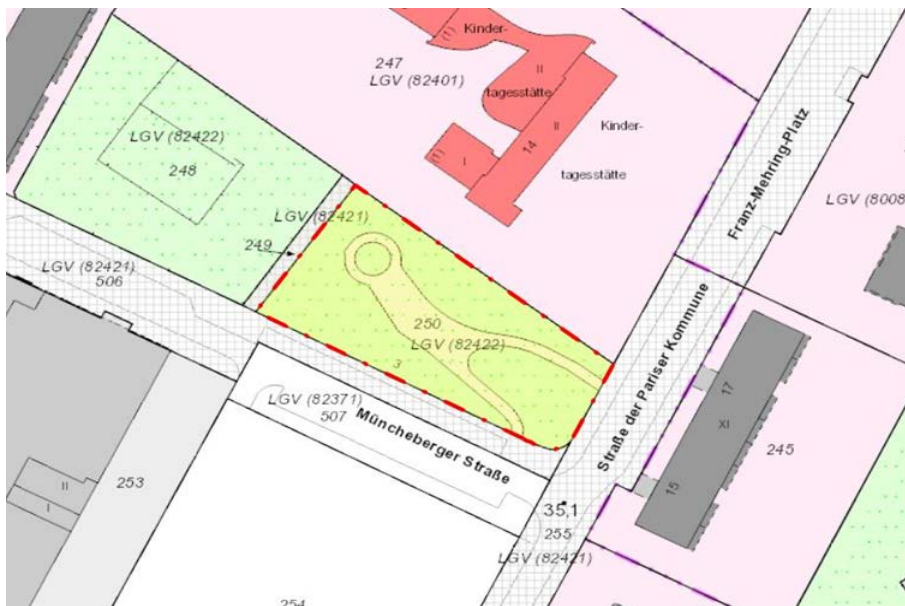 Kinder-
(1)
II
247
LGV (82401)
tagesstätte
II
Kinder-
14
(1)
I
tagesstätte
LGV (82422)
248
Franz-Mehring-Platz
LGV (8008
LGV (82421)
249
LGV (82421)
506
250
LGV (82422)
3
Straße der Pariser Kommune
17
XI
245
15
LGV (82371)
507
Müncheberger Straße
253
II
I
35,1
255
LGV (82421)
254